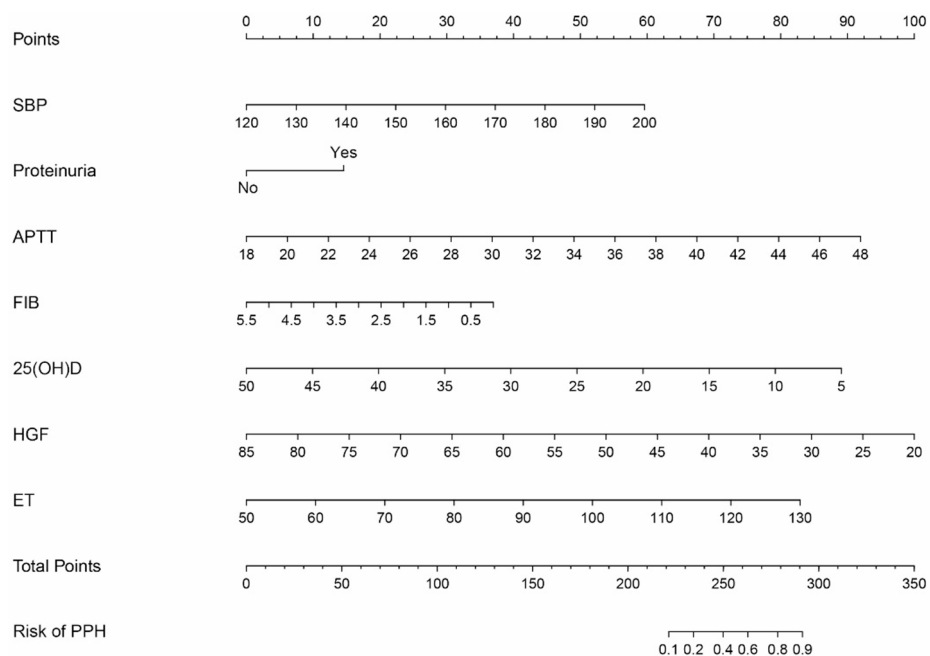 0 10 20 30 40 50 60 70 80 90 100
Points
SBP
120 130 140 150 160 170 180 190 200
Yes
Proteinuria
No
APTT
18 20 22 24 26 28 30 32 34 36 38 40 42 44 46 48
FIB
5.5 4.5 3.5 2.5 1.5 0.5
25(OH)D
50 45 40 35 30 25 20 15 10 5
HGF
85 80 75 70 65 60 55 50 45 40 35 30 25 20
ET
50 60 70 80 90 100 110 120 130
Total Points
0 50 100 150 200 250 300 350
Risk of PPH
0.1 0.2 0.4 0.6 0.8 0.9